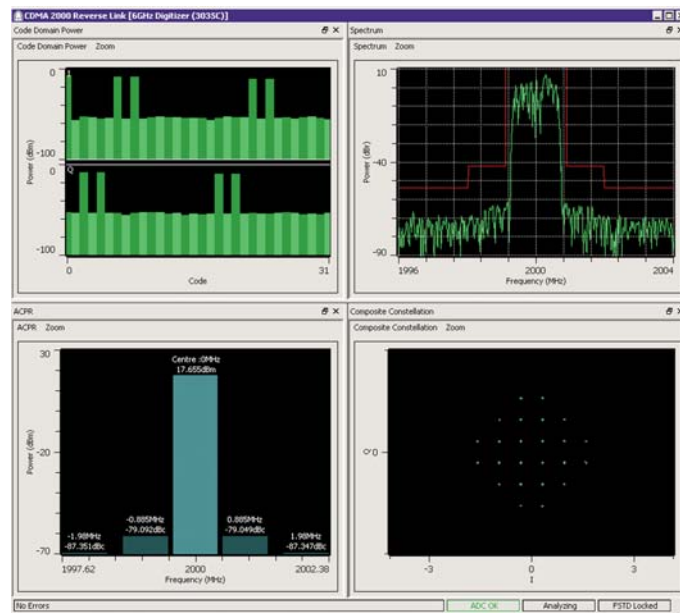 CDMA 2000 Reverse Link [6GHz Digitizer (3035C)]
Code Domain Power
Code Domain Power Zoom
0
I
Power (dBm)
-100
Q
0
-100
0
31
Code
Spectrum
Spectrum Zoom
10
Power (dBr)
-40
-90
1996
2000
2004
Frequency (MHz)
ACPR
ACPR Zoom
30
Centre :0MHz
17.655dBm
Power (dBm)
-20
-0.885MHz
-79.092dBc
0.885MHz
-79.049dBc
-1.98MHz
-87.351dBc
1.98MHz
-87.347dBc
-70
1997.62
2000
2002.38
Frequency (MHz)
Composite Constellation
Composite Constellation Zoom
Q
0
-3
0
3
I
No Errors
ADC OK
Analyzing
FSTD Locked